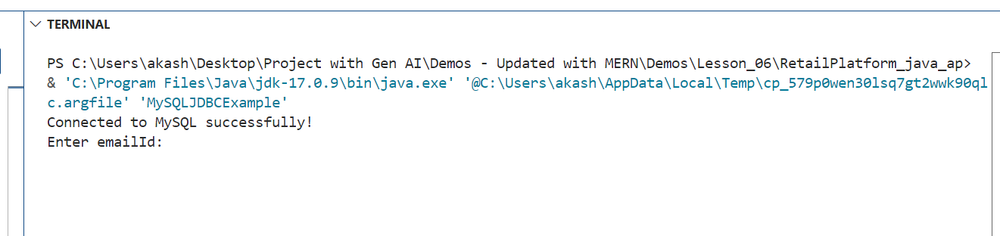 TERMINAL
PS C:\Users\akash\Desktop\Project with Gen AI\Demos - Updated with MERN\Demos\Lesson_06\RetailPlatform_java_ap>
& 'C:\Program Files\Java\jdk-17.0.9\bin\java.exe' '@C:\Users\akash\AppData\Local\Temp\cp_579p0wen30lsq7gt2wwk90ql
c.argfile' 'MySQLJDBCExample'
Connected to MySQL successfully!
Enter emailId: